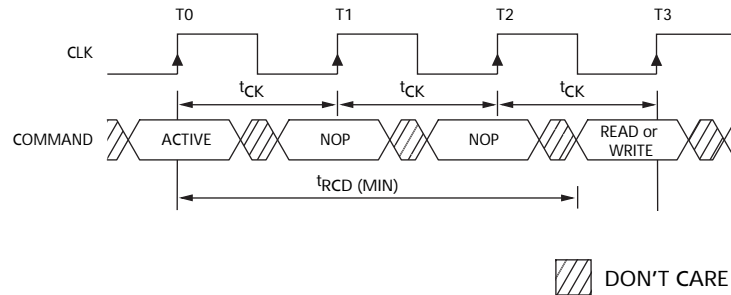 T0 T1 T2 T3
CLK
tCK tCK tCK
COMMAND ACTIVE NOP NOP READ or
WRITE
tRCD (MIN)
DON'T CARE